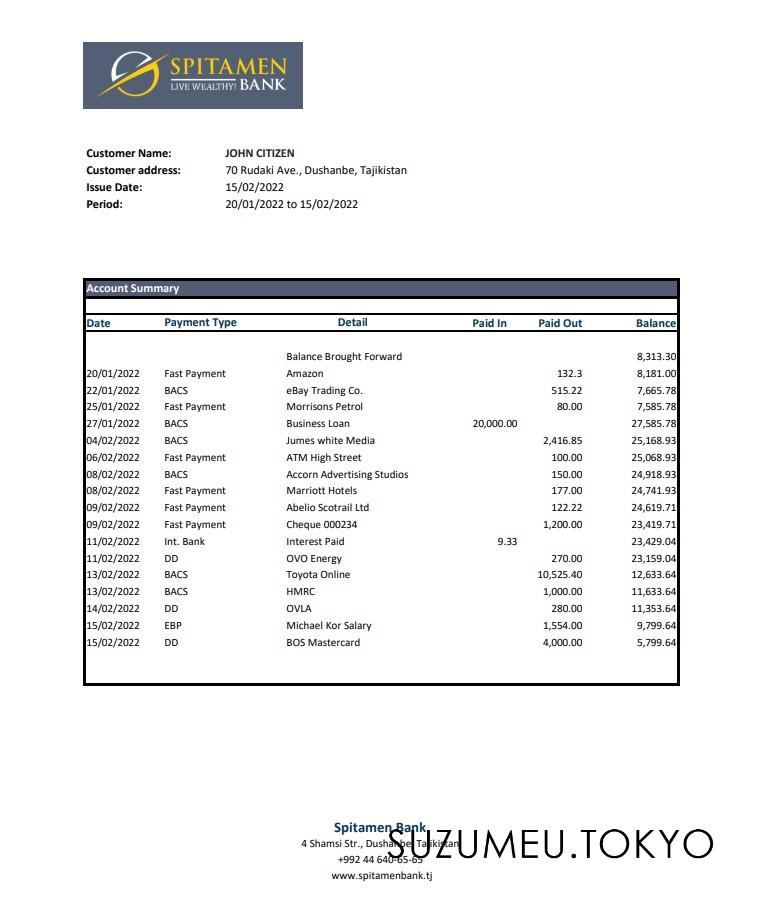 SPITAMEN
LIVE WEALTHY! BANK
Customer Name: JOHN CITIZEN
Customer address: 70 Rudaki Ave., Dushanbe, Tajikistan
Issue Date: 15/02/2022
Period: 20/01/2022 to 15/02/2022
Account Summary
Date Payment Type Detail Paid In Paid Out Balance
Balance Brought Forward 8,313.30
20/01/2022 Fast Payment Amazon 132.3 8,181.00
22/01/2022 BACS eBay Trading Co. 515.22 7,665.78
25/01/2022 Fast Payment Morrisons Petrol 80.00 7,585.78
27/01/2022 BACS Business Loan 20,000.00 27,585.78
04/02/2022 BACS Jumes white Media 2,416.85 25,168.93
06/02/2022 Fast Payment ATM High Street 100.00 25,068.93
08/02/2022 BACS Accorn Advertising Studios 150.00 24,918.93
08/02/2022 Fast Payment Marriott Hotels 177.00 24,741.93
09/02/2022 Fast Payment Abelio Scotrail Ltd 122.22 24,619.71
09/02/2022 Fast Payment Cheque 000234 1,200.00 23,419.71
11/02/2022 Int. Bank Interest Paid 9.33 23,429.04
11/02/2022 DD OVO Energy 270.00 23,159.04
13/02/2022 BACS Toyota Online 10,525.40 12,633.64
13/02/2022 BACS HMRC 1,000.00 11,633.64
14/02/2022 DD OVLA 280.00 11,353.64
15/02/2022 EBP Michael Kor Salary 1,554.00 9,799.64
15/02/2022 DD BOS Mastercard 4,000.00 5,799.64
Spitamen Bank
4 Shamsi Str., Dushanbe, Tajikistan
SUZUMEU.TOKYO
+992 44 640-65-65
www.spitamenbank.tj